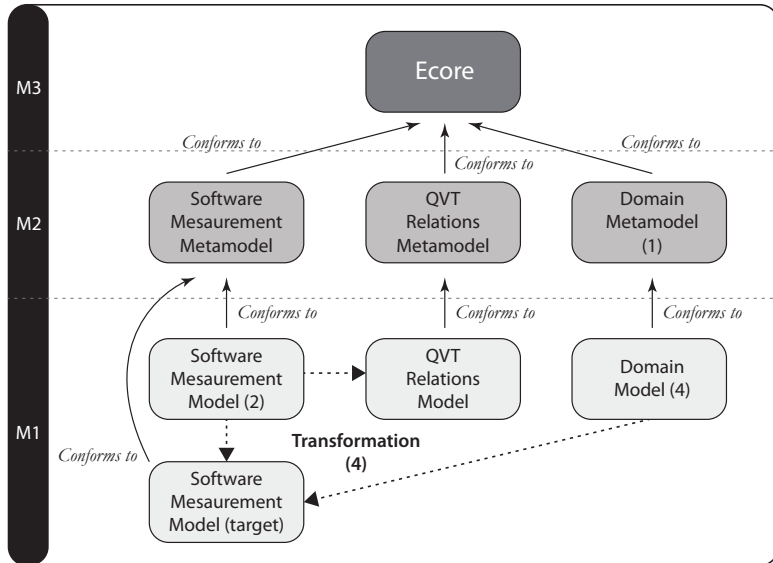 M3
Ecore
Conforms to
Conforms to
Conforms to
M2
Software
Mesaurement
Metamodel
QVT
Relations
Metamodel
Domain
Metamodel
(1)
Conforms to
Conforms to
Conforms to
M1
Software
Mesaurement
Model (2)
QVT
Relations
Model
Domain
Model (4)
Transformation
(4)
Conforms to
Software
Mesaurement
Model (target)